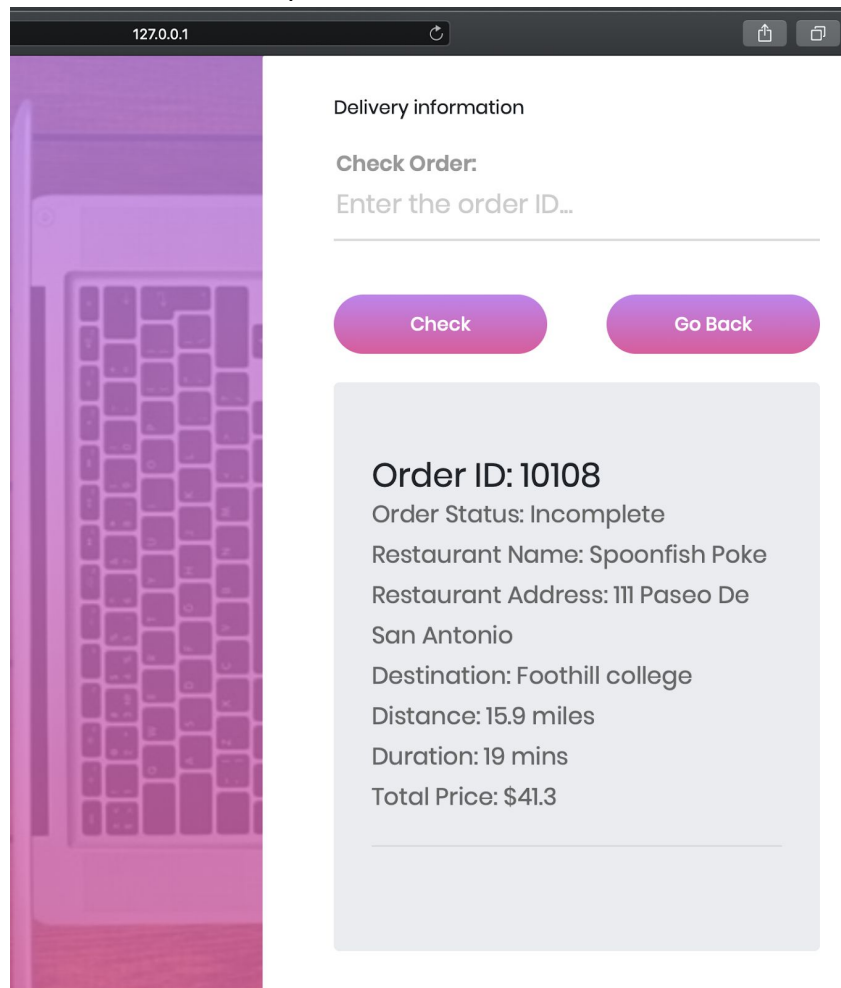 127.0.0.1
Delivery information
Check Order:
Enter the order ID...
Check
Go Back
Order ID: 10108
Order Status: Incomplete
Restaurant Name: Spoonfish Poke
Restaurant Address: 111 Paseo De
San Antonio
Destination: Foothill college
Distance: 15.9 miles
Duration: 19 mins
Total Price: $41.3